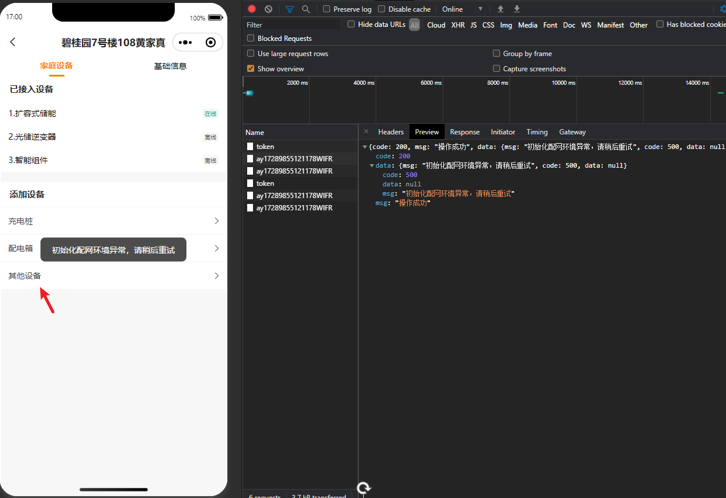 17:00
100%
碧桂园7号楼108黄家真
家庭设备
基础信息
已接入设备
1.扩容式储能
在线
2.光储逆变器
离线
3.智能组件
离线
添加设备
充电桩
配电箱
初始化配网环境异常，请稍后重试
其他设备
Preserve log
Disable cache
Online
Filter
Hide data URLs
All
Cloud
XHR
JS
CSS
Img
Media
Font
Doc
WS
Manifest
Other
Has blocked cookie
Blocked Requests
Use large request rows
Group by frame
Show overview
Capture screenshots
2000 ms
4000 ms
6000 ms
8000 ms
10000 ms
12000 ms
14000 ms
Name
× Headers Preview Response Initiator Timing Gateway
token
ay17289855121178WIFR
ay17289855121178WIFR
token
ay17289855121178WIFR
ay17289855121178WIFR
{code: 200, msg: "操作成功", data: {msg: "初始化配网环境异常，请稍后重试", code: 500, data: nul
code: 200
data: {msg: "初始化配网环境异常，请稍后重试", code: 500, data: null}
code: 500
data: null
msg: "初始化配网环境异常，请稍后重试"
msg: "操作成功"
6 requests
3.7 kB transferred